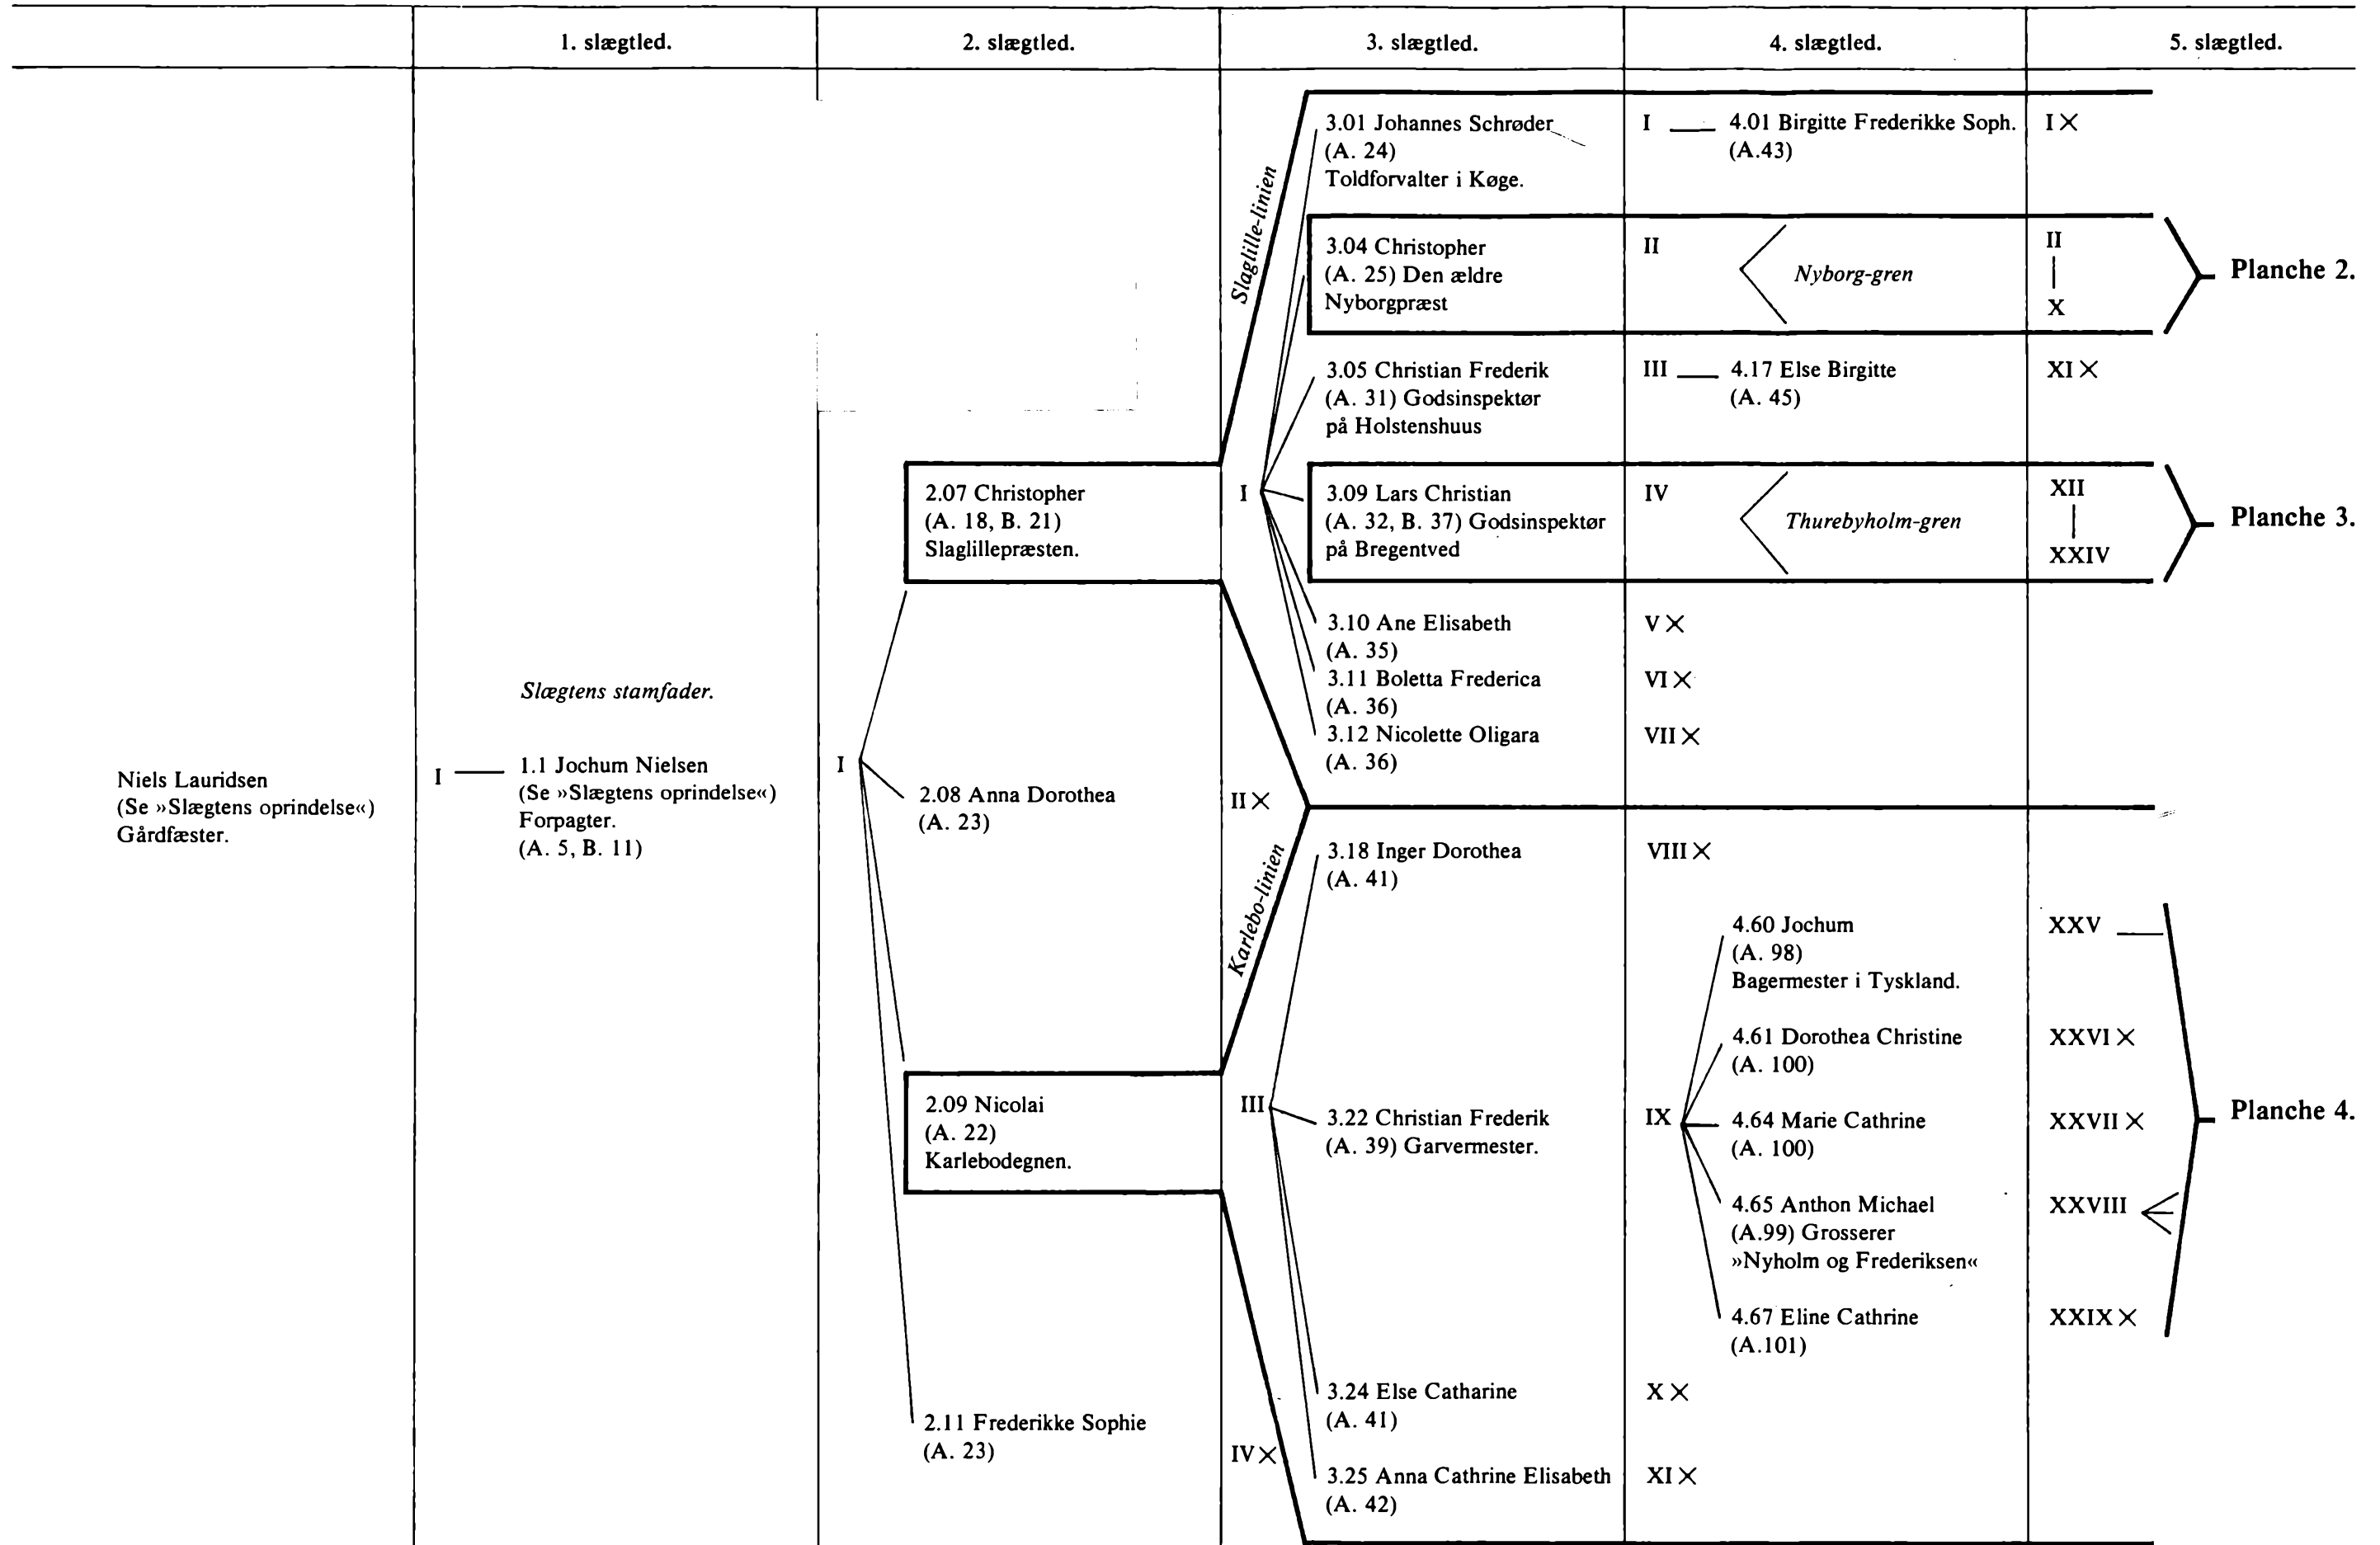 1. slægtled.
2. slægtled.
3. slægtled.
4. slægtled.
5. slægtled.
Niels Lauridsen
(Se »Slægtens oprindelse«)
Gårdfæster.
I
Slægtens stamfader.
1.1 Jochum Nielsen
(Se »Slægtens oprindelse«)
Forpagter.
(A. 5, B. 11)
I
2.07 Christopher
(A. 18, B. 21)
Slaglillepræsten.
2.08 Anna Dorothea
(A. 23)
2.09 Nicolai
(A. 22)
Karlebodegnen.
2.11 Frederikke Sophie
(A. 23)
Slaglille-linien
I
II ×
Karlebo-linien
III
IV ×
3.01 Johannes Schrøder
(A. 24)
Toldforvalter i Køge.
3.04 Christopher
(A. 25) Den ældre
Nyborgpræst
3.05 Christian Frederik
(A. 31) Godsinspektør
på Holstenshuus
3.09 Lars Christian
(A. 32, B. 37) Godsinspektør
på Bregentved
3.10 Ane Elisabeth
(A. 35)
3.11 Boletta Frederica
(A. 36)
3.12 Nicolette Oligara
(A. 36)
3.18 Inger Dorothea
(A. 41)
3.22 Christian Frederik
(A. 39) Garvermester.
3.24 Else Catharine
(A. 41)
3.25 Anna Cathrine Elisabeth
(A. 42)
I
4.01 Birgitte Frederikke Soph.
(A.43)
II
Nyborg-gren
III
4.17 Else Birgitte
(A. 45)
IV
Thurebyholm-gren
V ×
VI ×
VII ×
VIII ×
IX
4.60 Jochum
(A. 98)
Bagermester i Tyskland.
4.61 Dorothea Christine
(A. 100)
4.64 Marie Cathrine
(A. 100)
4.65 Anthon Michael
(A.99) Grosserer
»Nyholm og Frederiksen«
4.67 Eline Cathrine
(A.101)
X ×
XI ×
I ×
II
X
Planche 2.
XI ×
XII
XXIV
Planche 3.
XXV
XXVI ×
XXVII ×
XXVIII
XXIX ×
Planche 4.